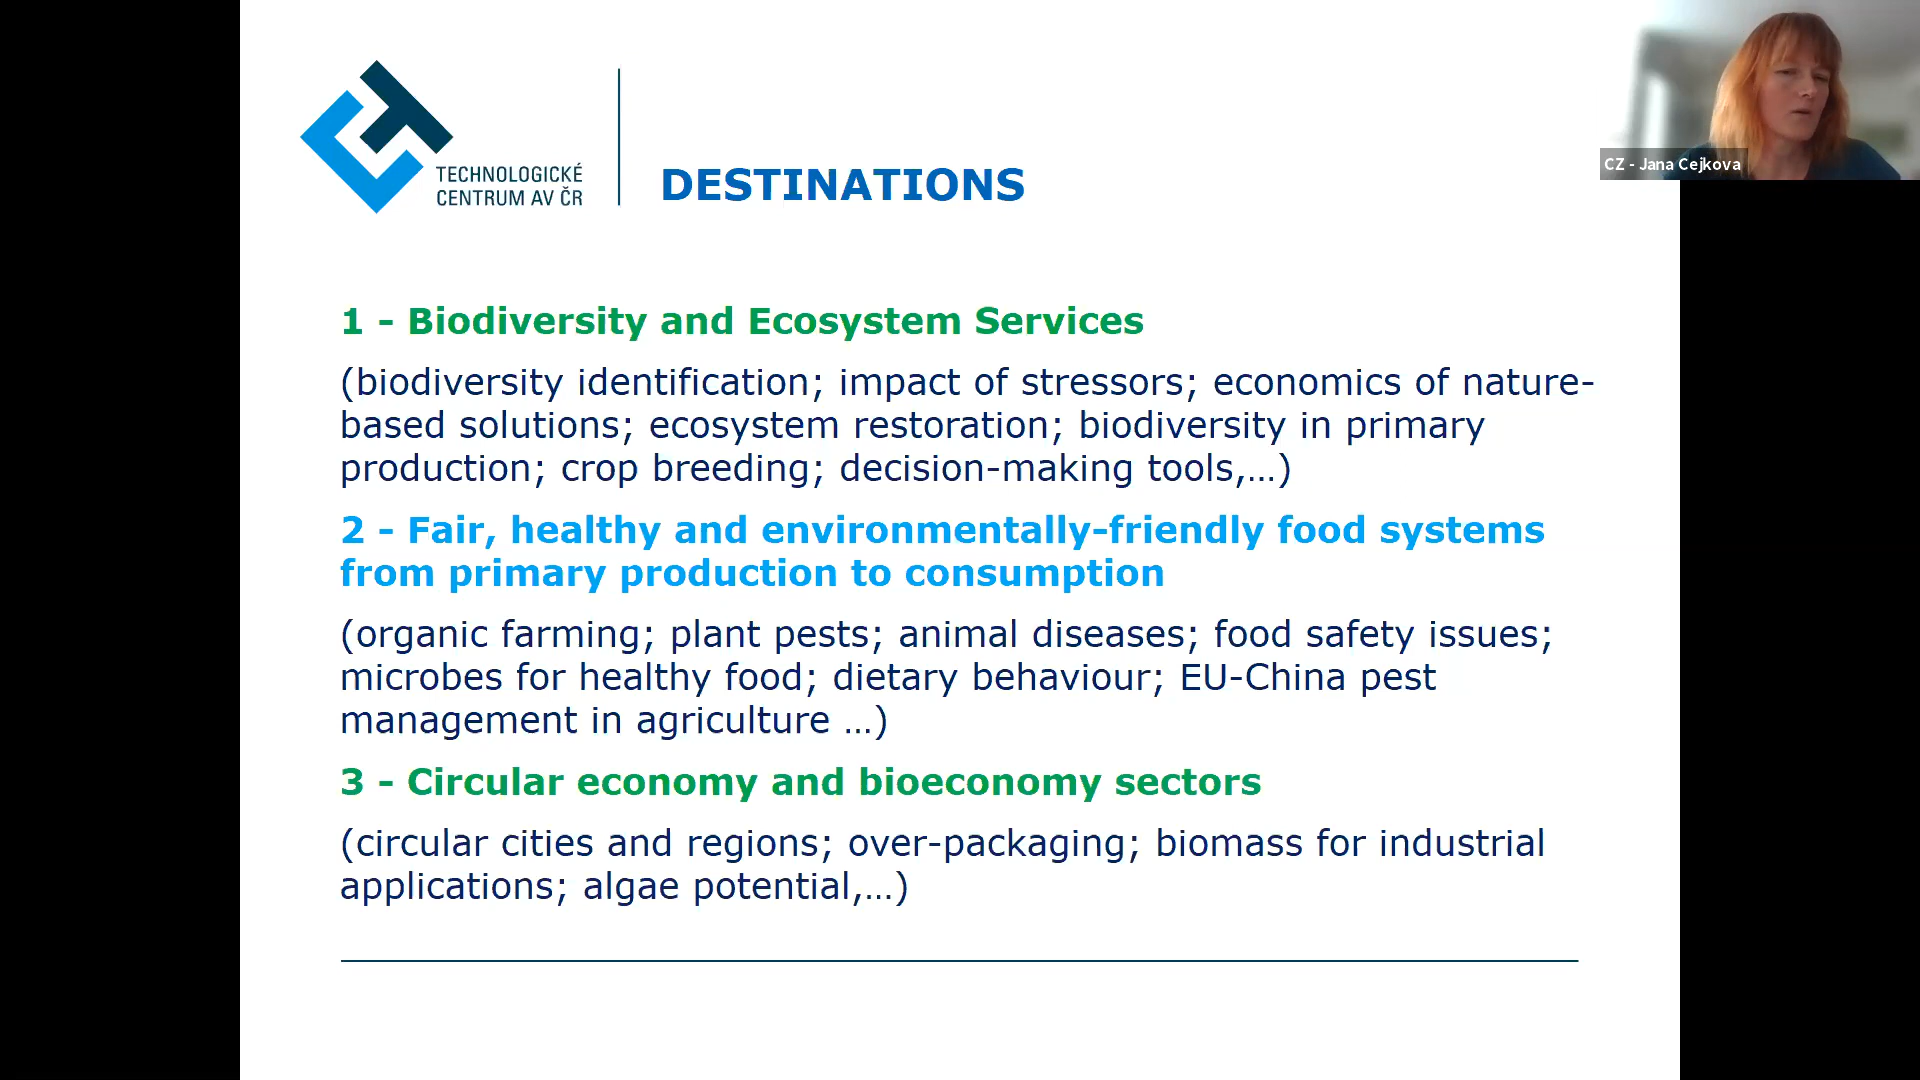 TECHNOLOGICKÉ
CENTRUM AV ČR
DESTINATIONS
CZ - Jana Cejkova
1 - Biodiversity and Ecosystem Services
(biodiversity identification; impact of stressors; economics of nature-
based solutions; ecosystem restoration; biodiversity in primary
production; crop breeding; decision-making tools,…)
2 - Fair, healthy and environmentally-friendly food systems
from primary production to consumption
(organic farming; plant pests; animal diseases; food safety issues;
microbes for healthy food; dietary behaviour; EU-China pest
management in agriculture …)
3 - Circular economy and bioeconomy sectors
(circular cities and regions; over-packaging; biomass for industrial
applications; algae potential,…)